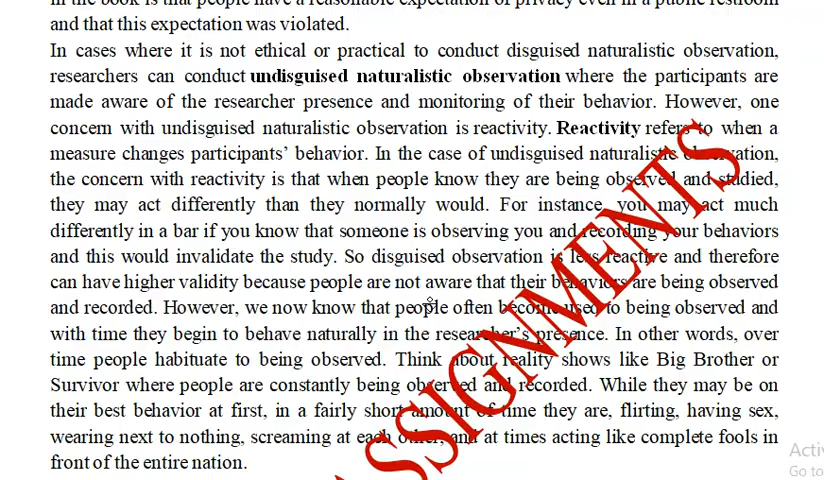 in the book is that people have a reasonable expectation of privacy even in a public restroom
and that this expectation was violated.
In cases where it is not ethical or practical to conduct disguised naturalistic observation,
researchers can conduct undisguised naturalistic observation where the participants are
made aware of the researcher presence and monitoring of their behavior. However, one
concern with undisguised naturalistic observation is reactivity. Reactivity refers to when a
measure changes participants’ behavior. In the case of undisguised naturalistic observation,
the concern with reactivity is that when people know they are being observed and studied,
they may act differently than they normally would. For instance, you may act much
differently in a bar if you know that someone is observing you and recording your behaviors
and this would invalidate the study. So disguised observation is less reactive and therefore
can have higher validity because people are not aware that their behaviors are being observed
and recorded. However, we now know that people often become used to being observed and
with time they begin to behave naturally in the researcher’s presence. In other words, over
time people habituate to being observed. Think about reality shows like Big Brother or
Survivor where people are constantly being observed and recorded. While they may be on
their best behavior at first, in a fairly short amount of time they are, flirting, having sex,
wearing next to nothing, screaming at each other, and at times acting like complete fools in
front of the entire nation.
ASSIGNMENTS
Go to